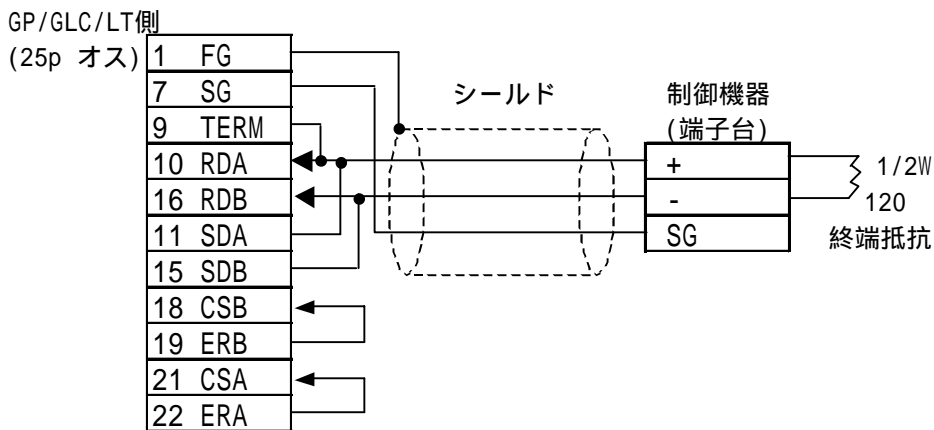 GP/GLC/LT側
(25p オス)
1 FG
7 SG
9 TERM
10 RDA
16 RDB
11 SDA
15 SDB
18 CSB
19 ERB
21 CSA
22 ERA
シールド
制御機器
(端子台)
+
-
SG
1/2W
120
終端抵抗